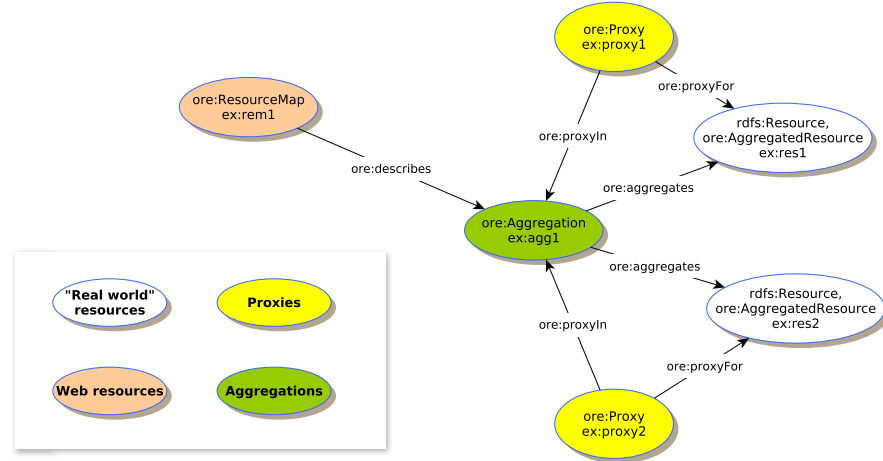 ore:Proxy
ex:proxy1
ore:proxyFor
ore:ResourceMap
ex:rem1
rdfs:Resource,
ore:AggregatedResource
ex:res1
ore:proxyIn
ore:describes
ore:aggregates
ore:Aggregation
ex:agg1
ore:aggregates
rdfs:Resource,
ore:AggregatedResource
ex:res2
ore:proxyIn
ore:proxyFor
ore:Proxy
ex:proxy2
"Real world"
resources
Proxies
Web resources
Aggregations